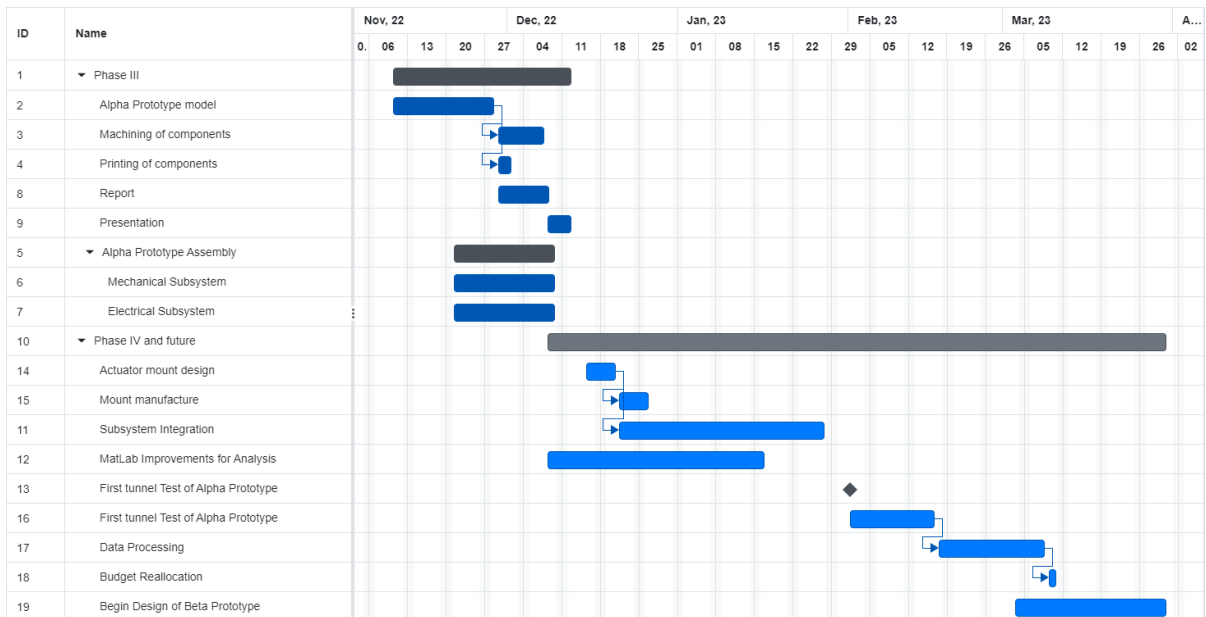 ID Name Nov, 22 Dec, 22 Jan, 23 Feb, 23 Mar, 23 A...
0. 06 13 20 27 04 11 18 25 01 08 15 22 29 05 12 19 26 05 12 19 26 02
1 Phase III
2 Alpha Prototype model
3 Machining of components
4 Printing of components
8 Report
9 Presentation
5 Alpha Prototype Assembly
6 Mechanical Subsystem
7 Electrical Subsystem
10 Phase IV and future
14 Actuator mount design
15 Mount manufacture
11 Subsystem Integration
12 MatLab Improvements for Analysis
13 First tunnel Test of Alpha Prototype
16 First tunnel Test of Alpha Prototype
17 Data Processing
18 Budget Reallocation
19 Begin Design of Beta Prototype